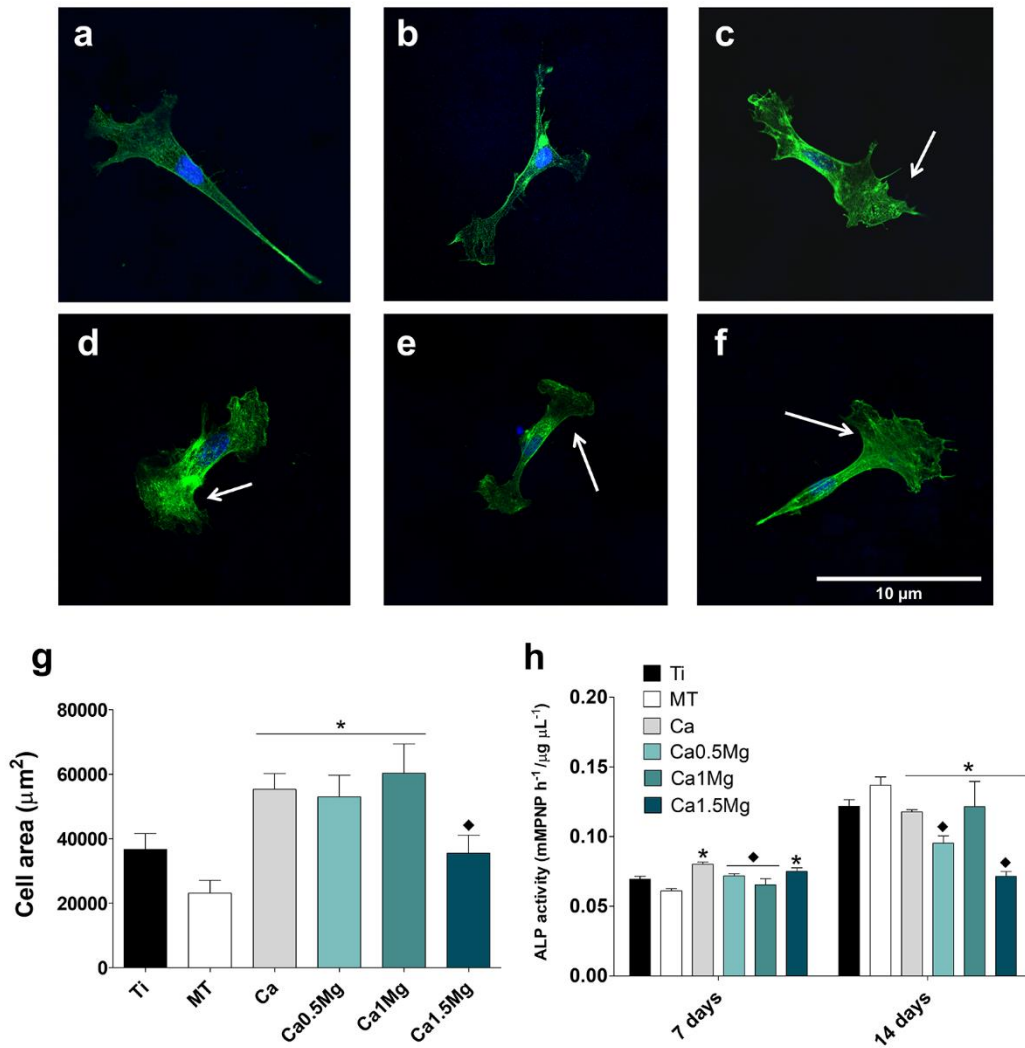 a
b
c
d
e
f
10 µm
g
Cell area (µm²)
80000
60000
40000
20000
0
*
◆
Ti
MT
Ca
Ca0.5Mg
Ca1Mg
Ca1.5Mg
h
ALP activity (mMPNP h⁻¹/µg µL⁻¹)
0.20
0.15
0.10
0.05
0.00
Ti
MT
Ca
Ca0.5Mg
Ca1Mg
Ca1.5Mg
*
◆
*
*
◆
◆
7 days
14 days